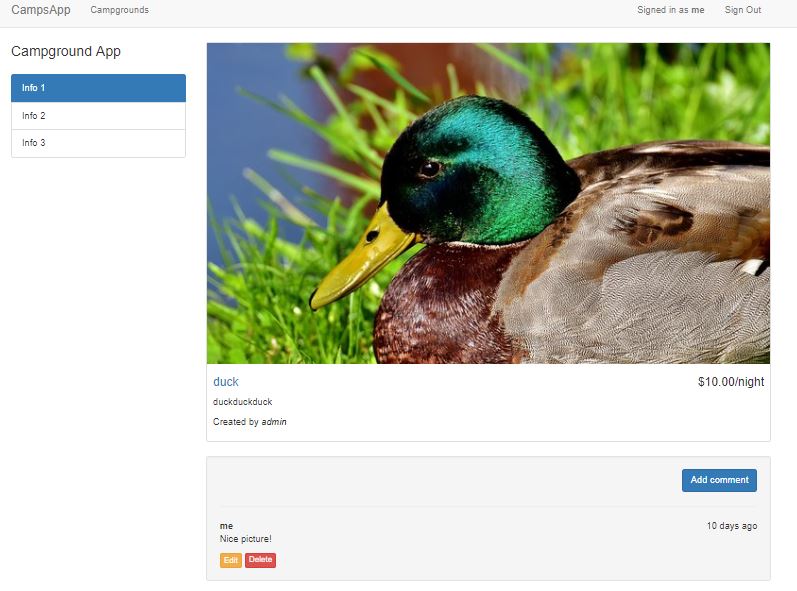 CampsApp Campgrounds Signed in as me Sign Out
Campground App
Info 1
Info 2
Info 3
duck $10.00/night
duckduckduck
Created by admin
Add comment
me 10 days ago
Nice picture!
Edit Delete